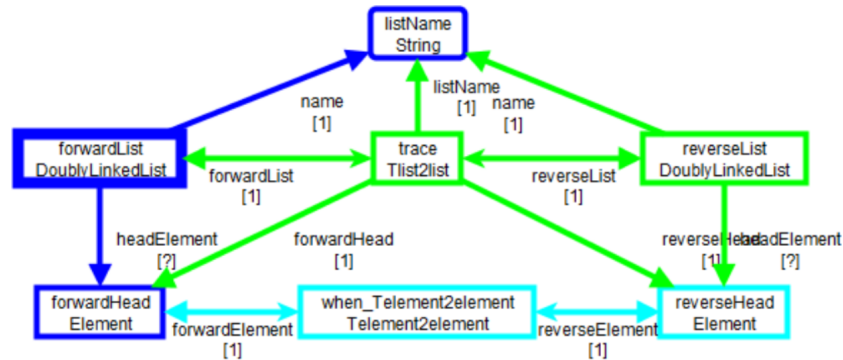 listName
String
name
[1]
listName
[1]
name
[1]
forwardList
DoublyLinkedList
forwardList
[1]
trace
Tlist2list
reverseList
[1]
reverseList
DoublyLinkedList
headElement
[?]
forwardHead
[1]
reverseHead
[1]
headElement
[?]
forwardHead
Element
forwardElement
[1]
when_Telement2element
Telement2element
reverseElement
[1]
reverseHead
Element